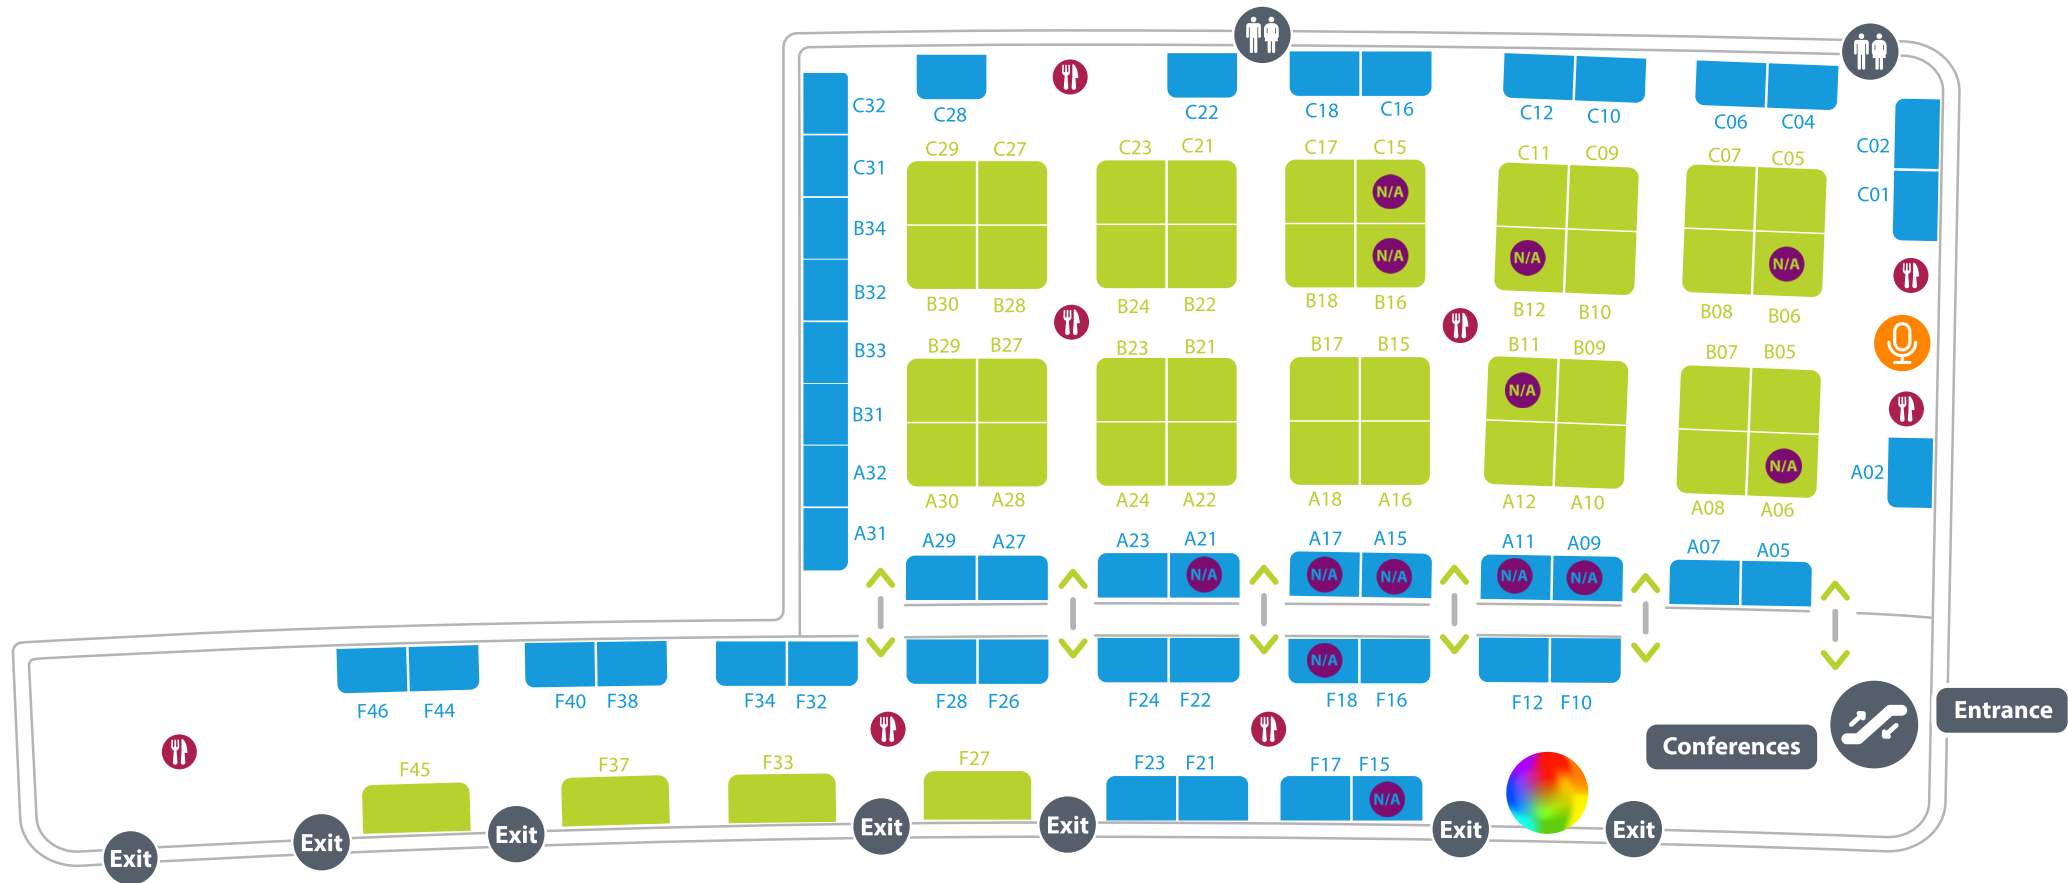 C32
C28
C22
C18 C16
C12 C10
C06 C04
C02
C31
C29 C27
C23 C21
C17 C15
C11 C09
C07 C05
C01
N/A
B34
N/A
N/A
N/A
B32
B30 B28
B24 B22
B18 B16
B12 B10
B08 B06
B33
B29 B27
B23 B21
B17 B15
B11 B09
B07 B05
N/A
B31
A32
N/A
A02
A30 A28
A24 A22
A18 A16
A12 A10
A08 A06
A31
A29 A27
A23 A21
A17 A15
A11 A09
A07 A05
N/A
N/A N/A
N/A N/A
N/A
F46 F44
F40 F38
F34 F32
F28 F26
F24 F22
F18 F16
F12 F10
Entrance
Conferences
F45
F37
F33
F27
F23 F21
F17 F15
N/A
Exit
Exit
Exit
Exit
Exit
Exit
Exit